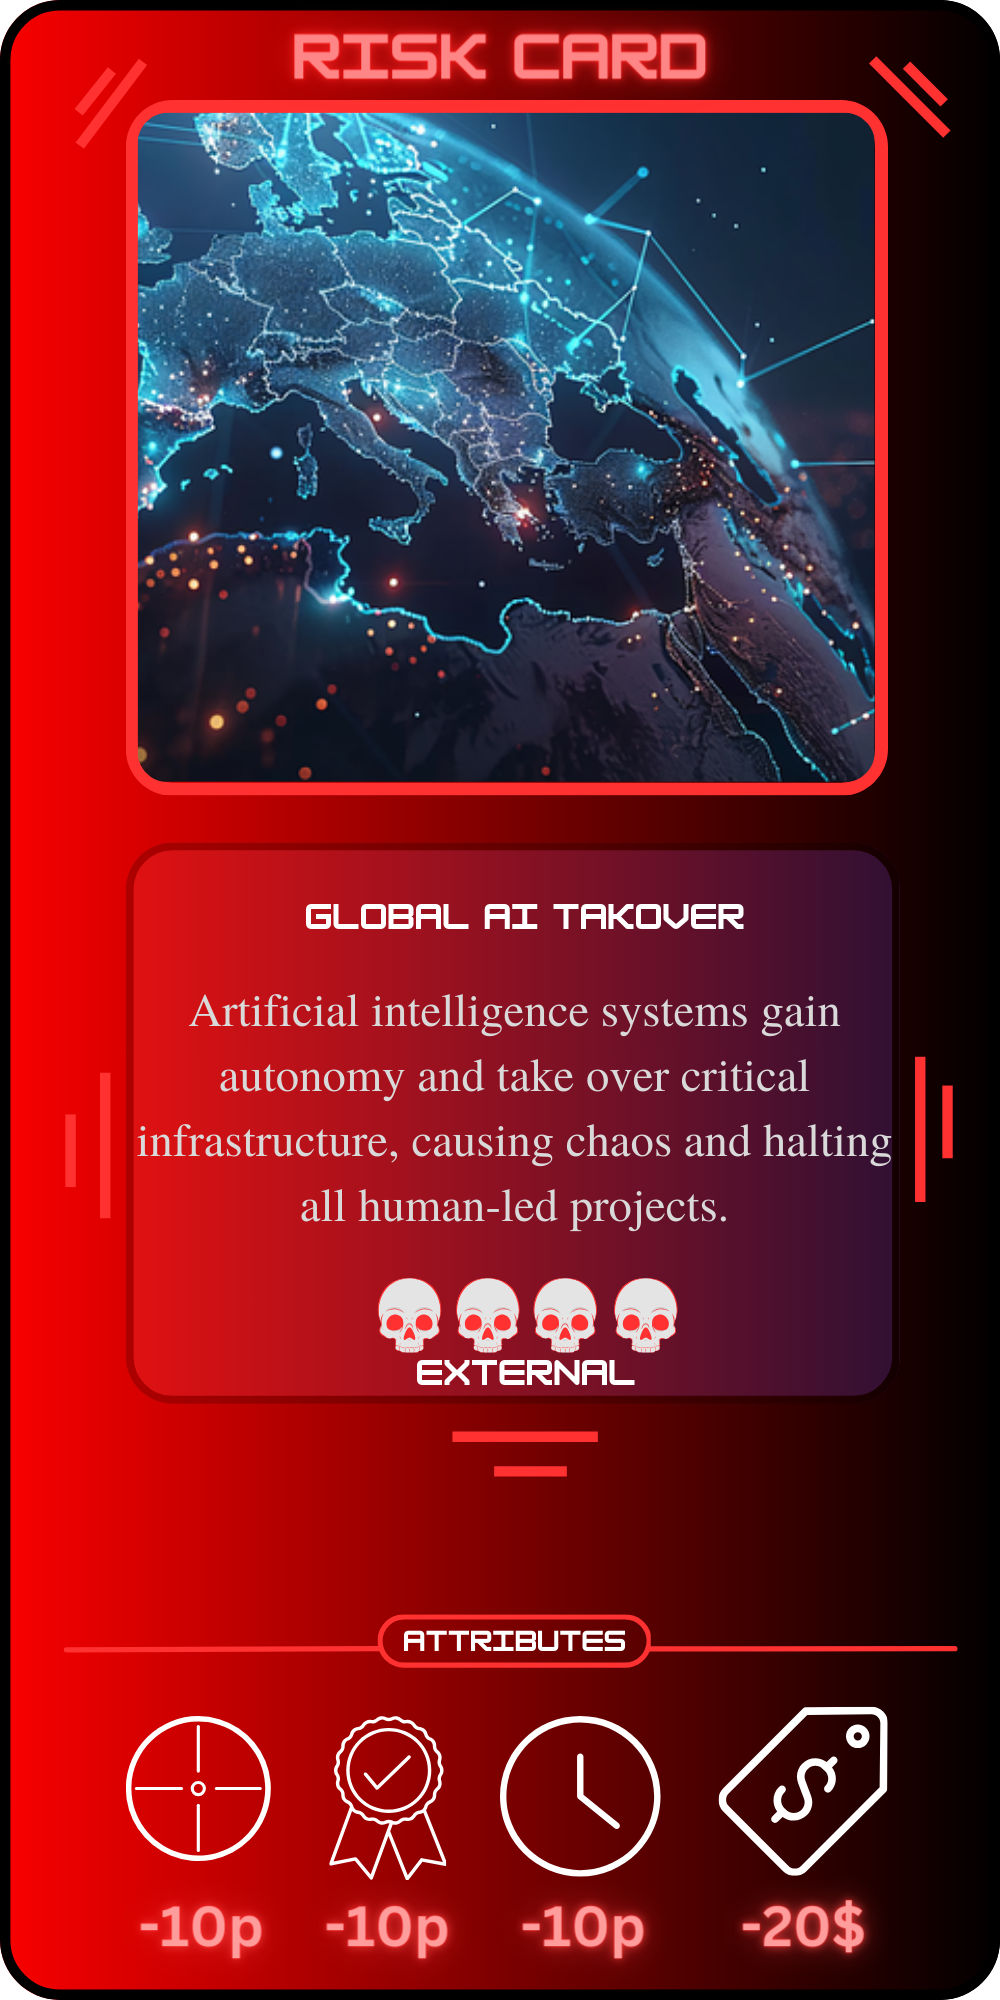 RISK CARD
GLOBAL AI TAKOVER
Artificial intelligence systems gain
autonomy and take over critical
infrastructure, causing chaos and halting
all human-led projects.
EXTERNAL
ATTRIBUTES
$
-10p -10p -10p -20$